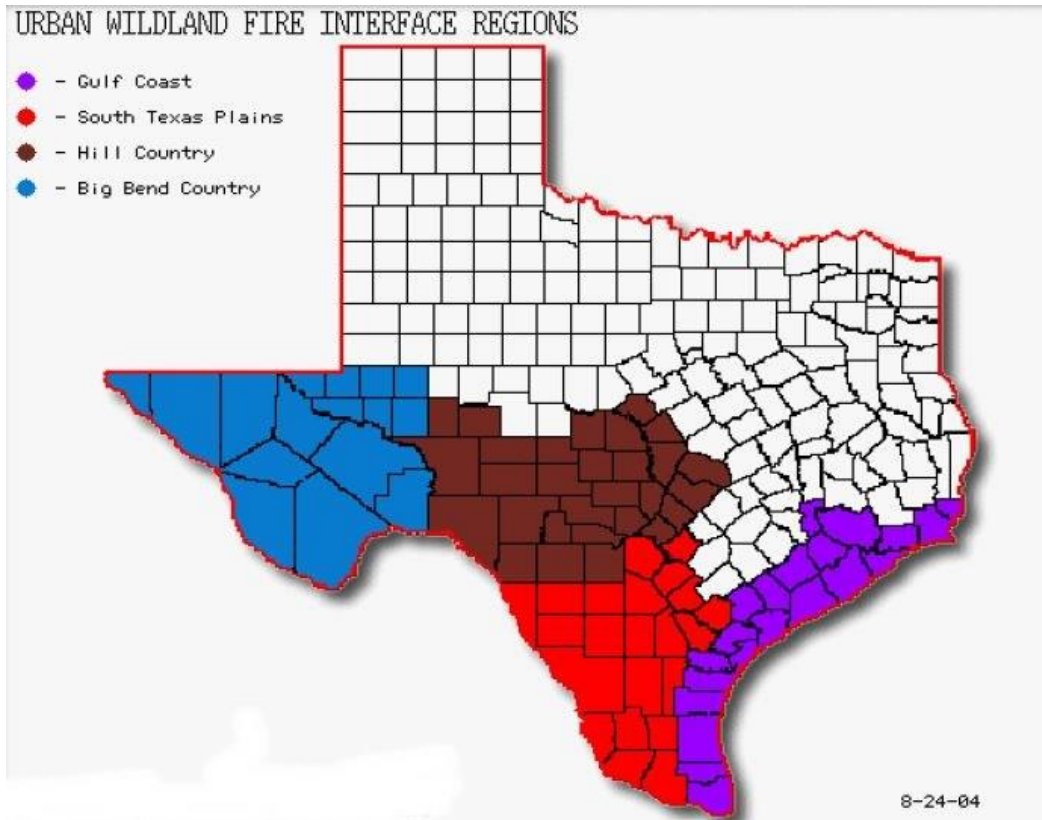 URBAN WILDLAND FIRE INTERFACE REGIONS
- Gulf Coast
- South Texas Plains
- Hill Country
- Big Bend Country
8-24-04